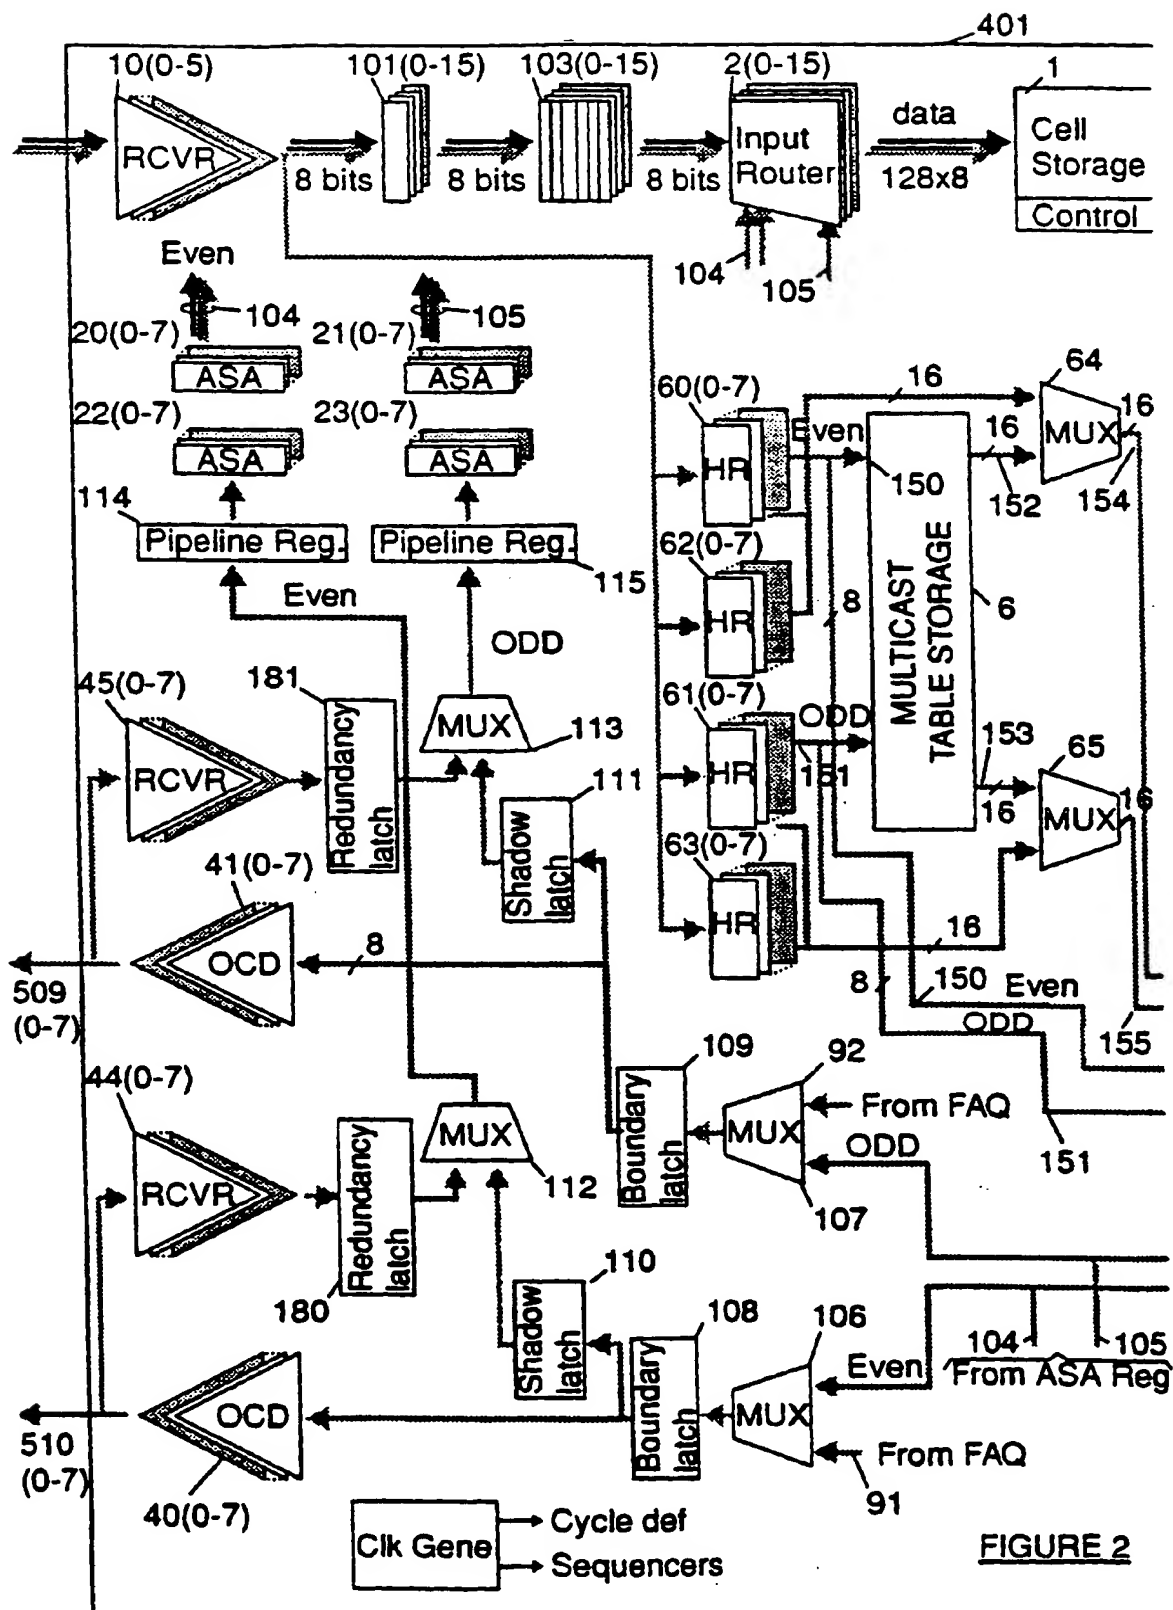 401
10(0-5)
101(0-15)
103(0-15)
2(0-15)
1
RCVR
8 bits
8 bits
8 bits
Input
Router
data
128x8
Cell
Storage
Control
104
105
Even
104
105
20(0-7)
ASA
21(0-7)
ASA
22(0-7)
ASA
23(0-7)
ASA
114
Pipeline Reg.
Pipeline Reg.
115
Even
ODD
60(0-7)
HR
Even
16
64
MUX
16
150
16
152
154
62(0-7)
HR
8
MULTICAST
TABLE STORAGE
6
61(0-7)
HR
ODD
151
153
16
65
MUX
16
63(0-7)
HR
16
8
150
Even
ODD
155
45(0-7)
RCVR
181
Redundancy
latch
MUX
113
111
Shadow
latch
41(0-7)
OCD
8
509
(0-7)
44(0-7)
RCVR
Redundancy
latch
180
MUX
112
109
Boundary
latch
92
MUX
From FAQ
ODD
107
151
110
Shadow
latch
108
Boundary
latch
106
MUX
Even
104
105
From ASA Reg
From FAQ
91
OCD
510
(0-7)
40(0-7)
Clk Gene
Cycle def
Sequencers
FIGURE 2